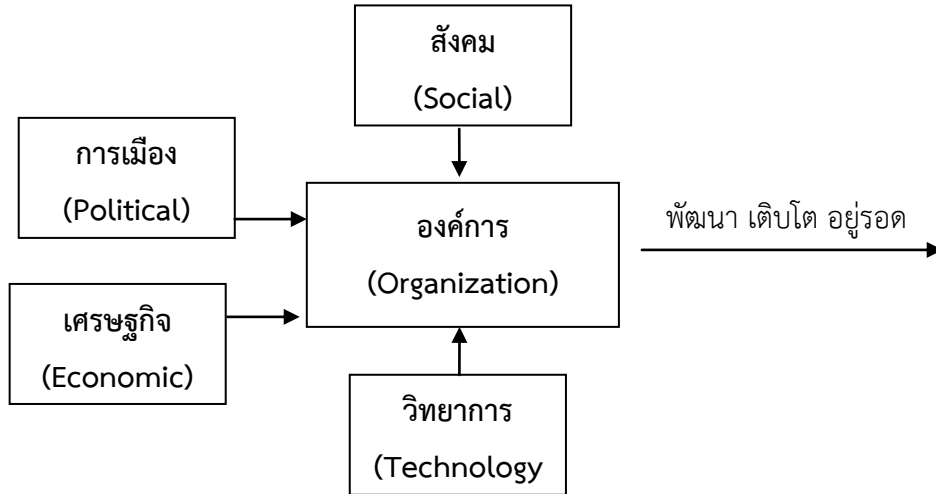 สังคม
(Social)
การเมือง
(Political)
องค์การ
(Organization)
พัฒนา เติบโต อยู่รอด
เศรษฐกิจ
(Economic)
วิทยาการ
(Technology